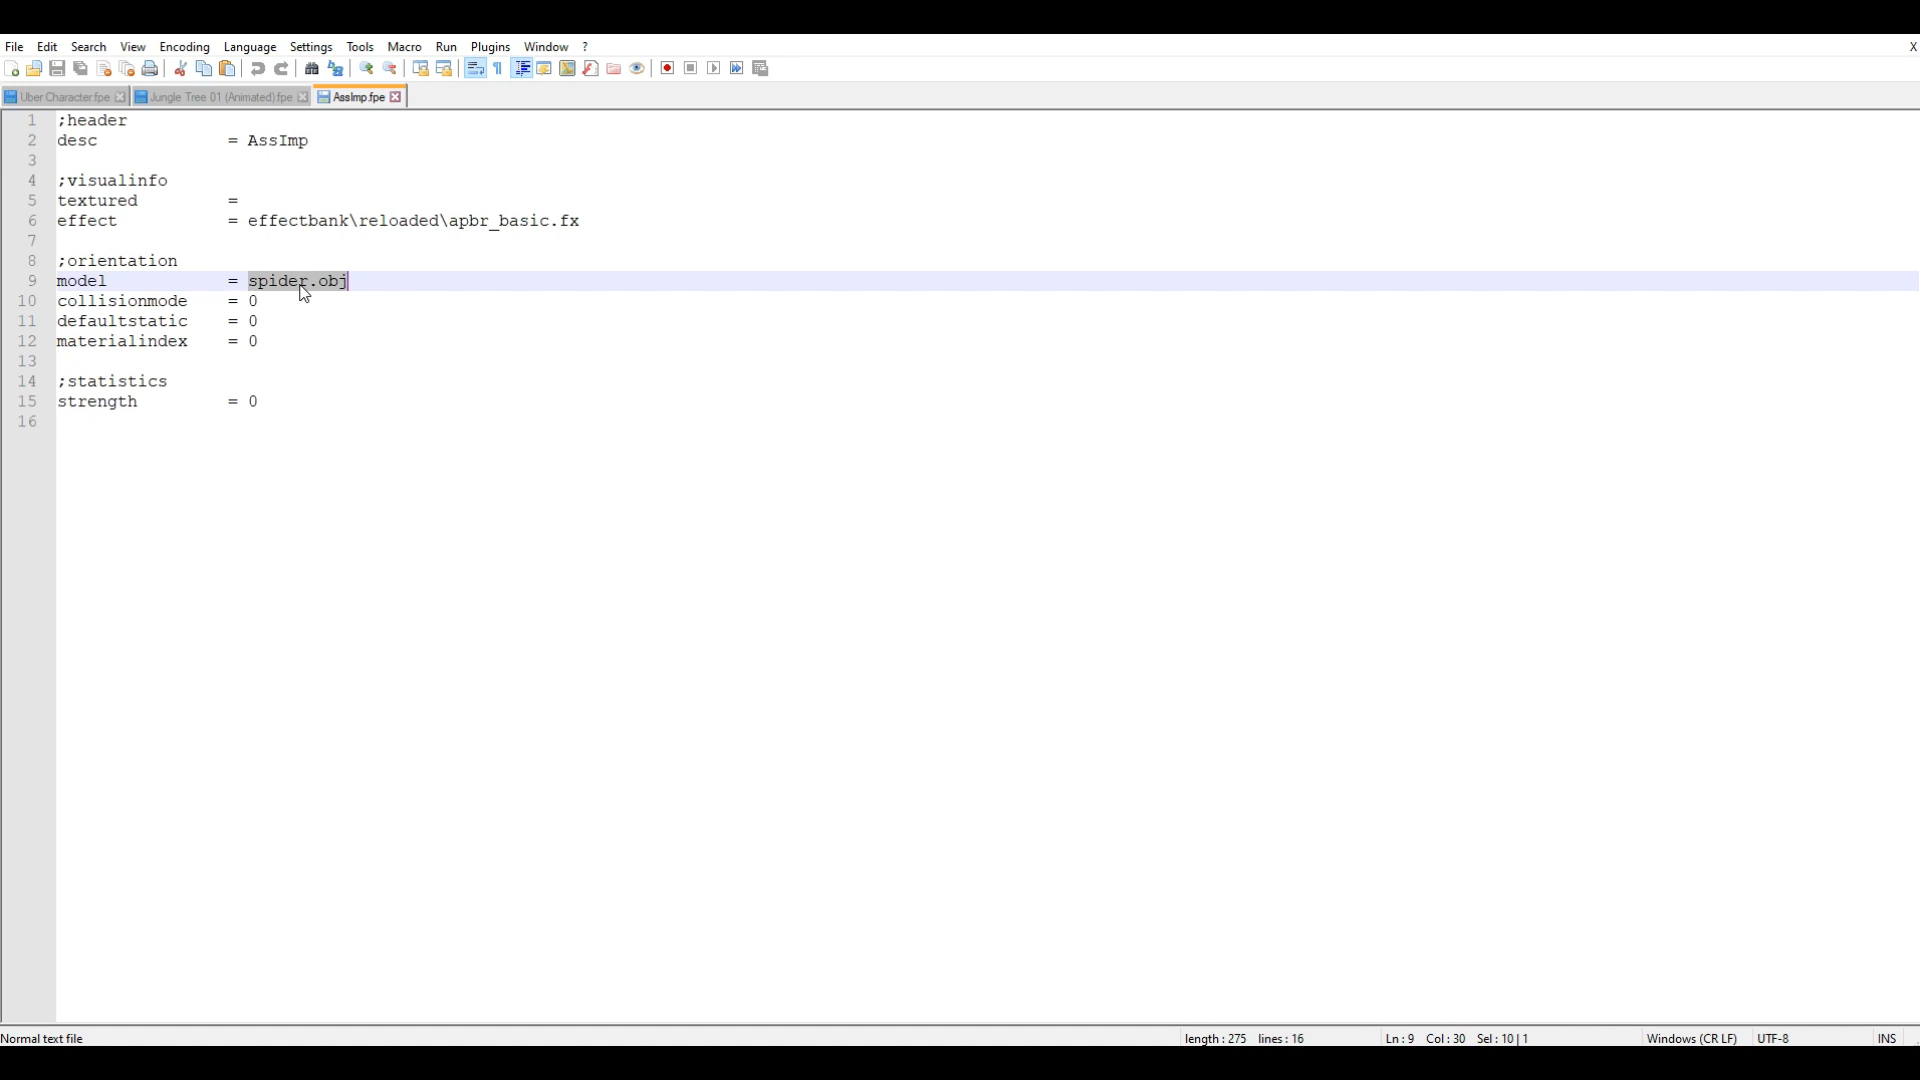 File Edit Search View Encoding Language Settings Tools Macro Run Plugins Window ? X
Uber Character.fpe Jungle Tree 01 (Animated).fpe AssImp.fpe
1 ;header
2 desc = AssImp
3
4 ;visualinfo
5 textured =
6 effect = effectbank\reloaded\apbr_basic.fx
7
8 ;orientation
9 model = spider.obj
10 collisionmode = 0
11 defaultstatic = 0
12 materialindex = 0
13
14 ;statistics
15 strength = 0
16
Normal text file length : 275 lines : 16 Ln : 9 Col : 30 Sel : 10 | 1 Windows (CR LF) UTF-8 INS